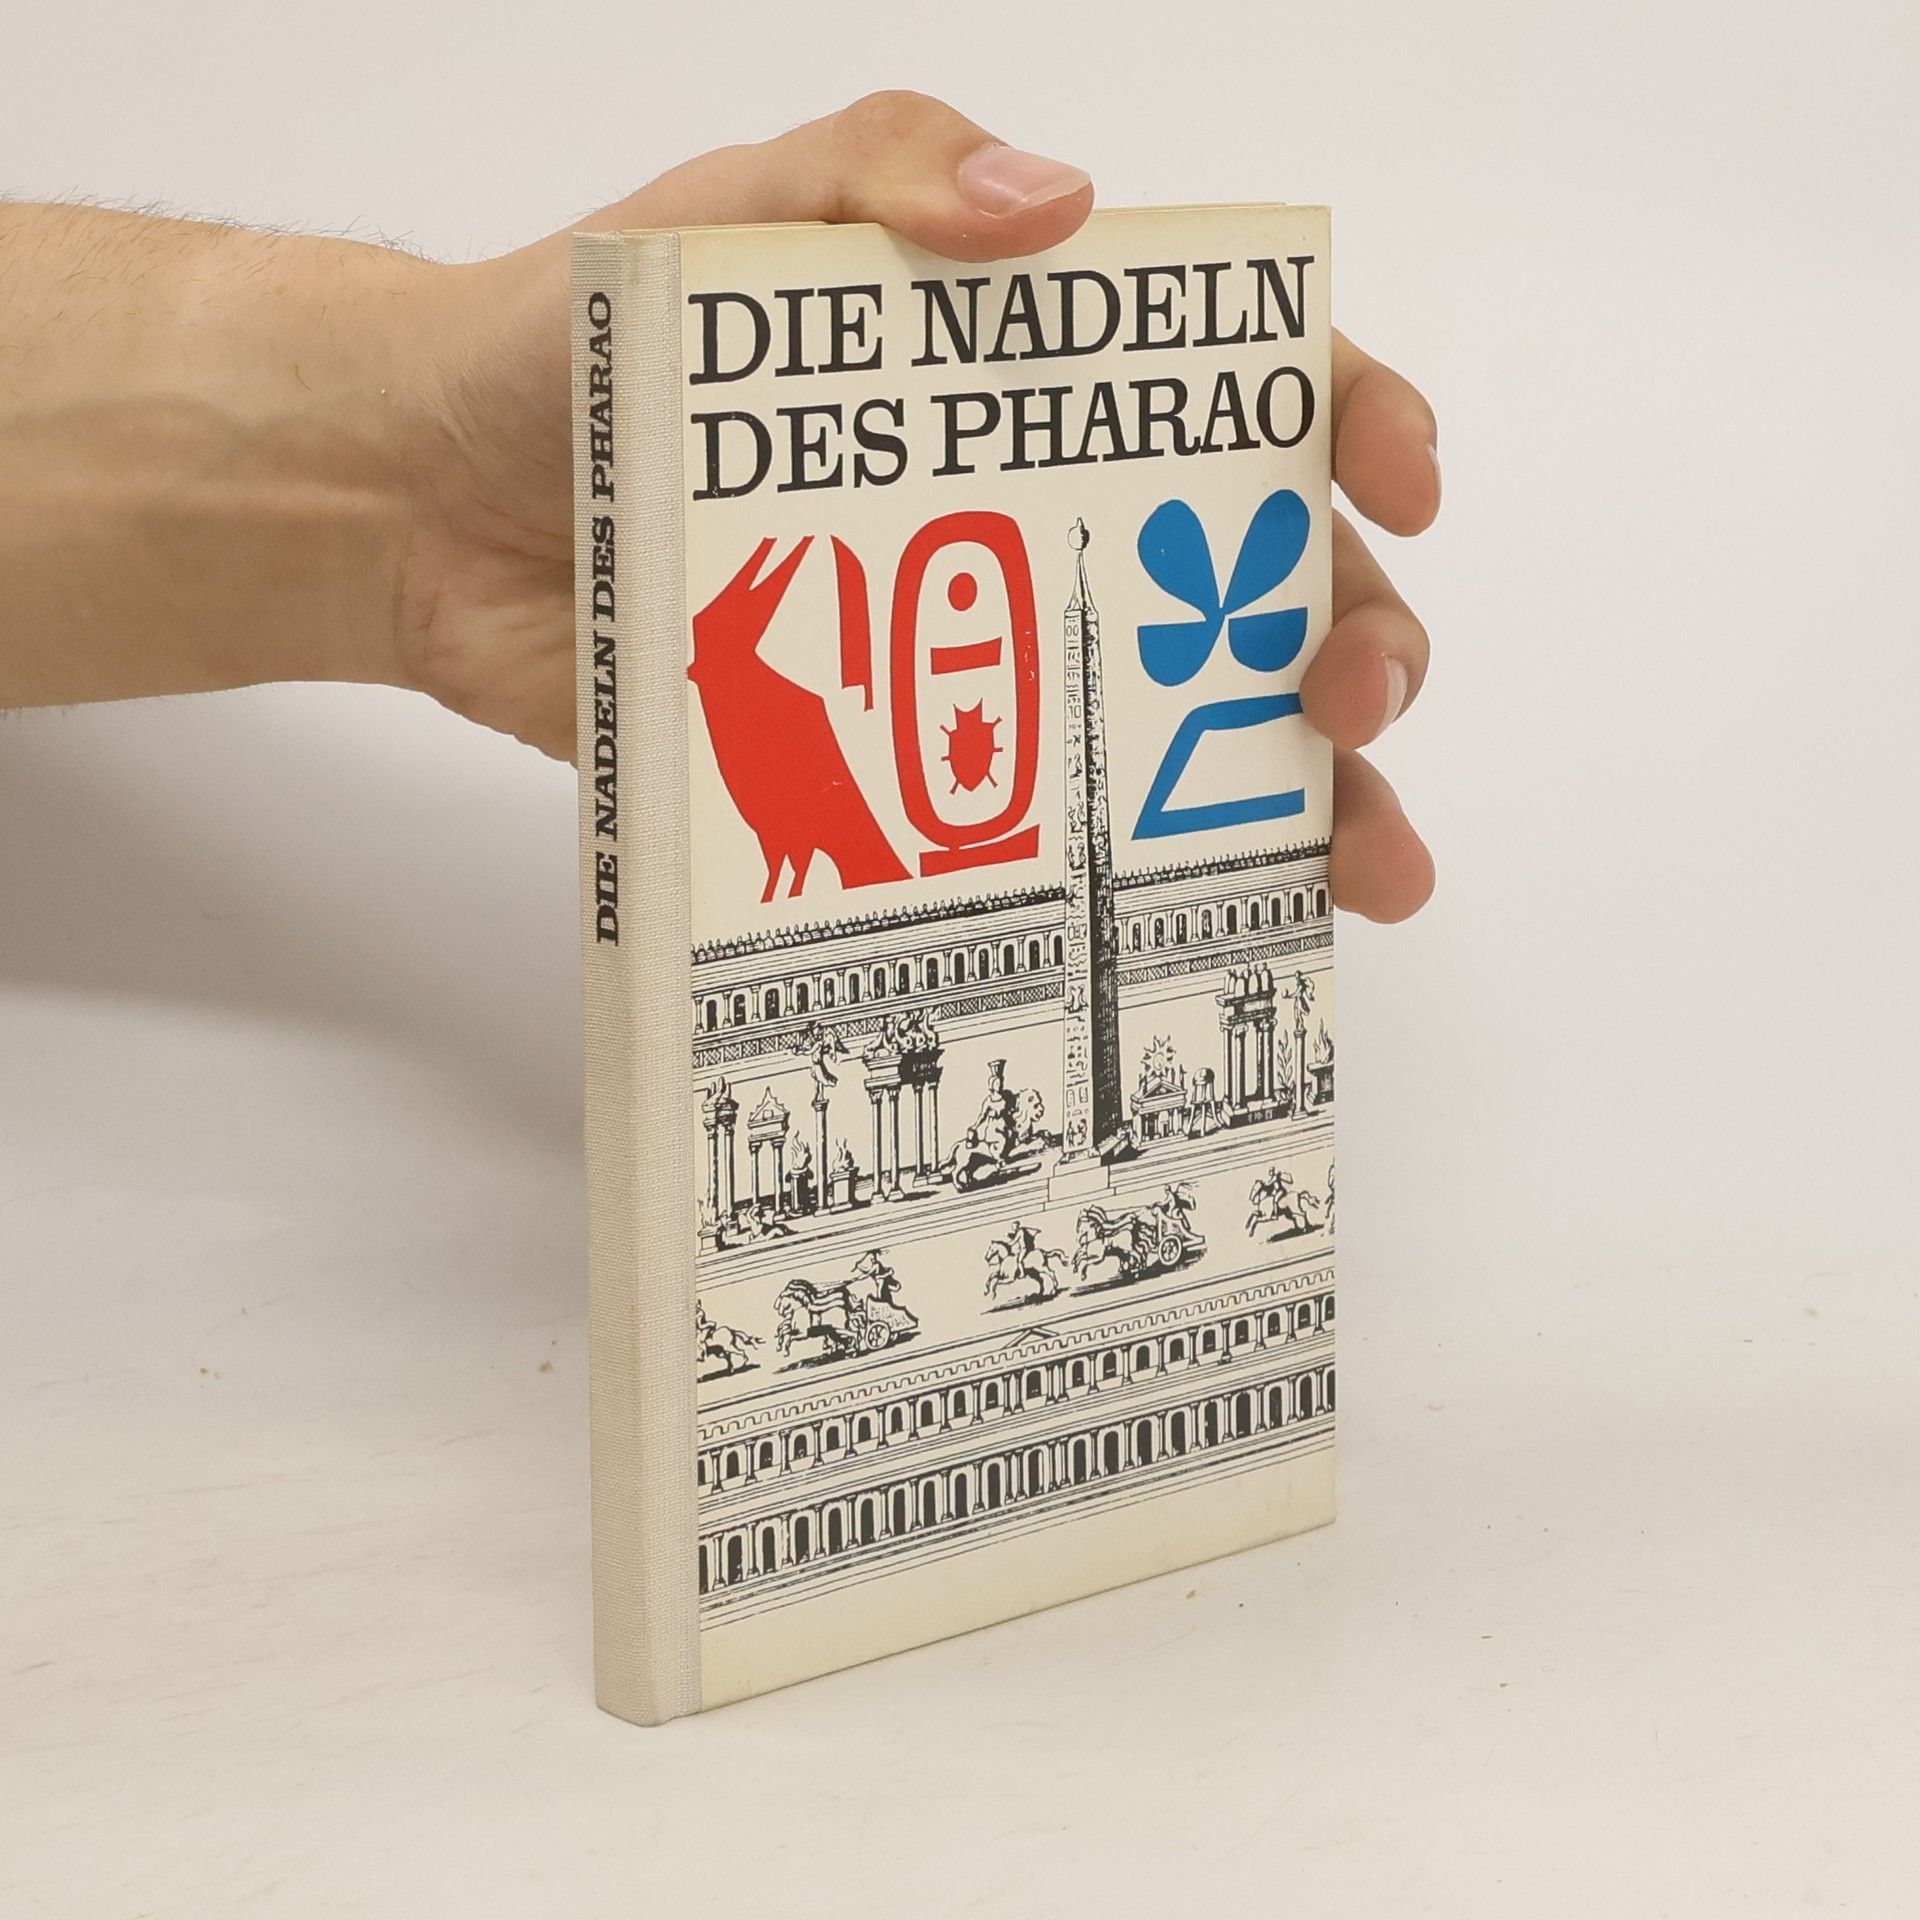 DIE NADELN DES PHARAO
DIE NADELN
DES PHARAO